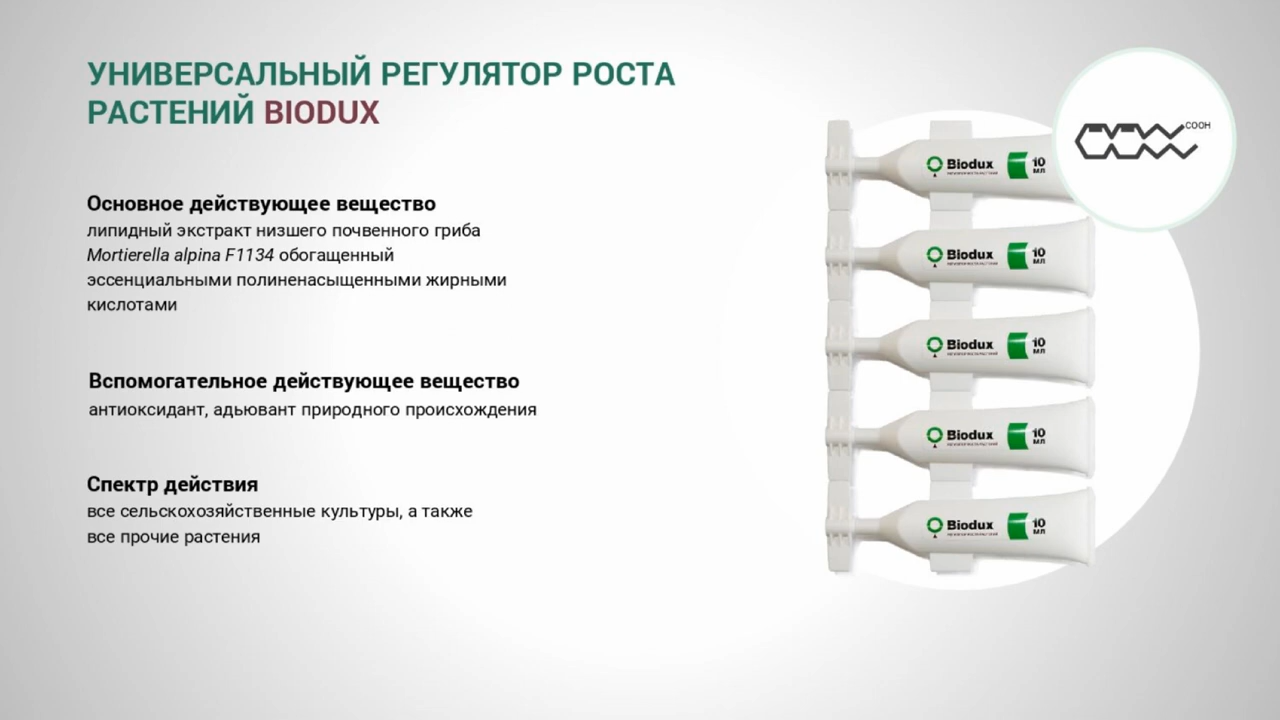 УНИВЕРСАЛЬНЫЙ РЕГУЛЯТОР РОСТА
РАСТЕНИЙ BIODUX
Основное действующее вещество
липидный экстракт низшего почвенного гриба
Mortierella alpina F1134 обогащенный
эссенциальными полиненасыщенными жирными
кислотами
Вспомогательное действующее вещество
антиоксидант, адьювант природного происхождения
Спектр действия
все сельскохозяйственные культуры, а также
все прочие растения
COOH
Biodux
10
МЛ
Biodux
10
МЛ
Biodux
10
МЛ
Biodux
10
МЛ
Biodux
10
МЛ